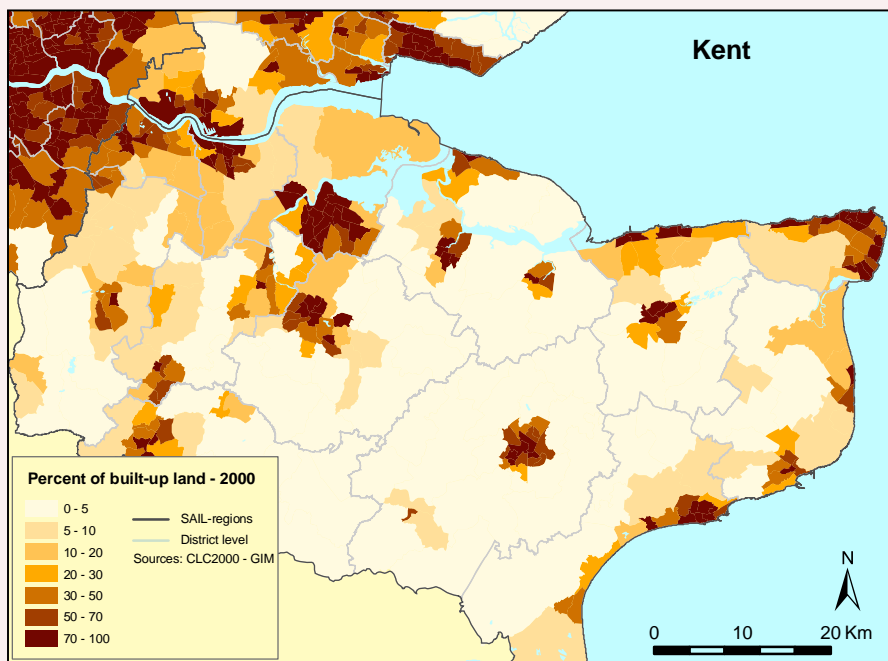 Kent
Percent of built-up land - 2000
0 - 5
5 - 10
10 - 20
20 - 30
30 - 50
50 - 70
70 - 100
SAIL-regions
District level
Sources: CLC2000 - GIM
N
0 10 20 Km